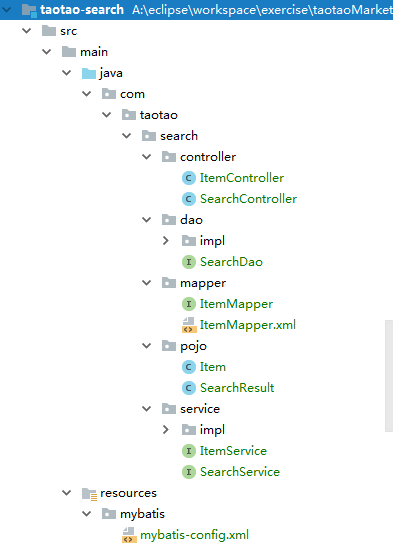 taotao-search A:\eclipse\workspace\exercise\taotaoMarket
src
main
java
com
taotao
search
controller
C ItemController
C SearchController
dao
impl
I SearchDao
mapper
I ItemMapper
ItemMapper.xml
pojo
C Item
C SearchResult
service
impl
I ItemService
I SearchService
resources
mybatis
mybatis-config.xml